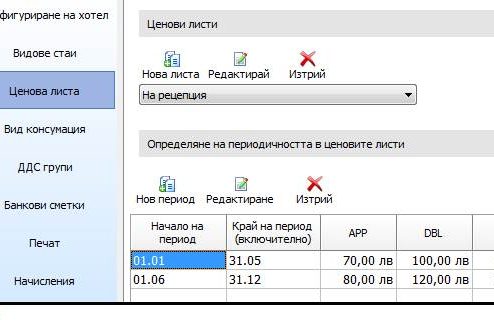 фигуриране на хотел
Видове стаи
Ценова листа
Вид консумация
ДДС групи
Банкови сметки
Печат
Начисления
Ценови листи
Нова листа Редактирай Изтрий
На рецепция
Определяне на периодичността в ценовите листи
Нов период Редактиране Изтрий
Начало на период Край на период (включително) APP DBL
01.01 31.05 70,00 лв 100,00 лв
01.06 31.12 80,00 лв 120,00 лв